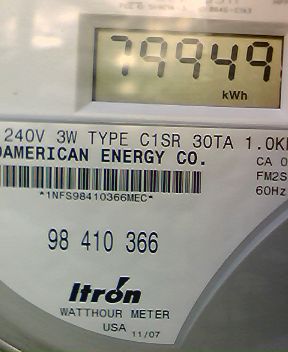 79949
kWh
240V 3W TYPE C1SR 30TA 1.0K
AMERICAN ENERGY CO.
CA 0
FM2S
*1NFS98410366MEC*
60Hz
98 410 366
Itron
WATTHOUR METER
USA 11/07